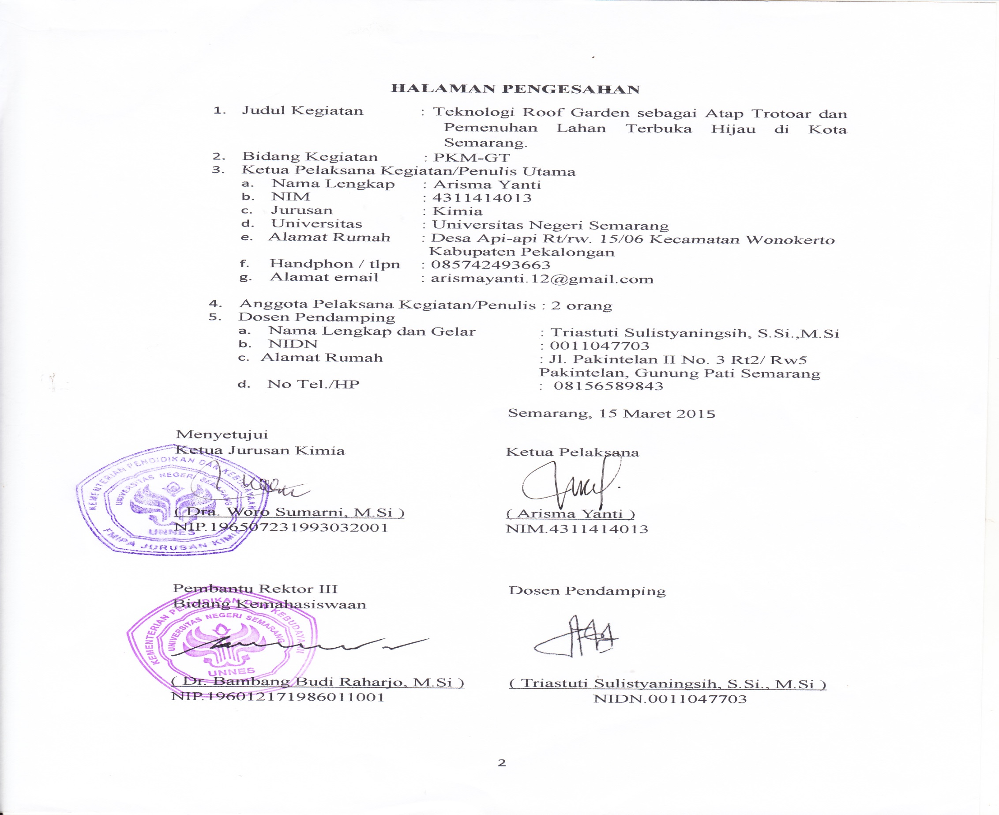 HALAMAN PENGESAHAN
1. Judul Kegiatan : Teknologi Roof Garden sebagai Atap Trotoar dan
Pemenuhan Lahan Terbuka Hijau di Kota
Semarang.
2. Bidang Kegiatan : PKM-GT
3. Ketua Pelaksana Kegiatan/Penulis Utama
a. Nama Lengkap : Arisma Yanti
b. NIM : 4311414013
c. Jurusan : Kimia
d. Universitas : Universitas Negeri Semarang
e. Alamat Rumah : Desa Api-api Rt/rw. 15/06 Kecamatan Wonokerto
Kabupaten Pekalongan
f. Handphon / tlpn : 085742493663
g. Alamat email : arismayanti.12@gmail.com
4. Anggota Pelaksana Kegiatan/Penulis : 2 orang
5. Dosen Pendamping
a. Nama Lengkap dan Gelar : Triastuti Sulistyaningsih, S.Si.,M.Si
b. NIDN : 0011047703
c. Alamat Rumah : Jl. Pakintelan II No. 3 Rt2/ Rw5
Pakintelan, Gunung Pati Semarang
d. No Tel./HP : 08156589843
Semarang, 15 Maret 2015
Menyetujui
Ketua Jurusan Kimia
Ketua Pelaksana
KEMENTERIAN PENDIDIKAN DAN KEBUDAYAAN
UNIVERSITAS NEGERI SEMARANG
UNNES
FMIPA JURUSAN KIMIA
( Dra. Woro Sumarni, M.Si )
NIP.196507231993032001
( Arisma Yanti )
NIM.4311414013
Pembantu Rektor III
Bidang Kemahasiswaan
Dosen Pendamping
KEMENTERIAN PENDIDIKAN DAN KEBUDAYAAN
UNIVERSITAS NEGERI SEMARANG
UNNES
( Dr. Bambang Budi Raharjo, M.Si )
NIP.196012171986011001
( Triastuti Sulistyaningsih, S.Si., M.Si )
NIDN.0011047703
2